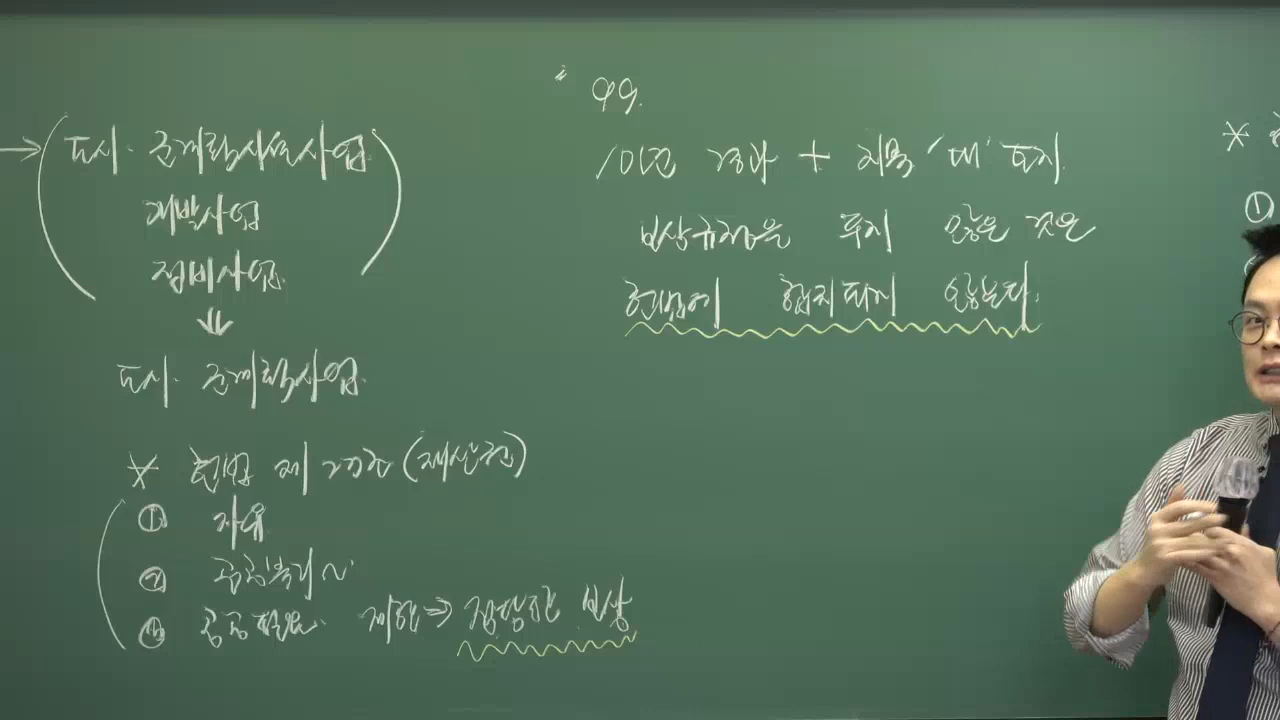 → (도시·군계획시설사업
재발사업
정비사업)
⇓
도시·군계획사업
* 헌법 제23조 (재산권)
① 자유
② 공공복리 ~
③ 공공필요 제한 ⇒ 정당한 보상
99.
10년 경과 + 지목 '대' 토지
보상규정을 두지 않은 것은
헌법에 합치되지 않는다.
*
①